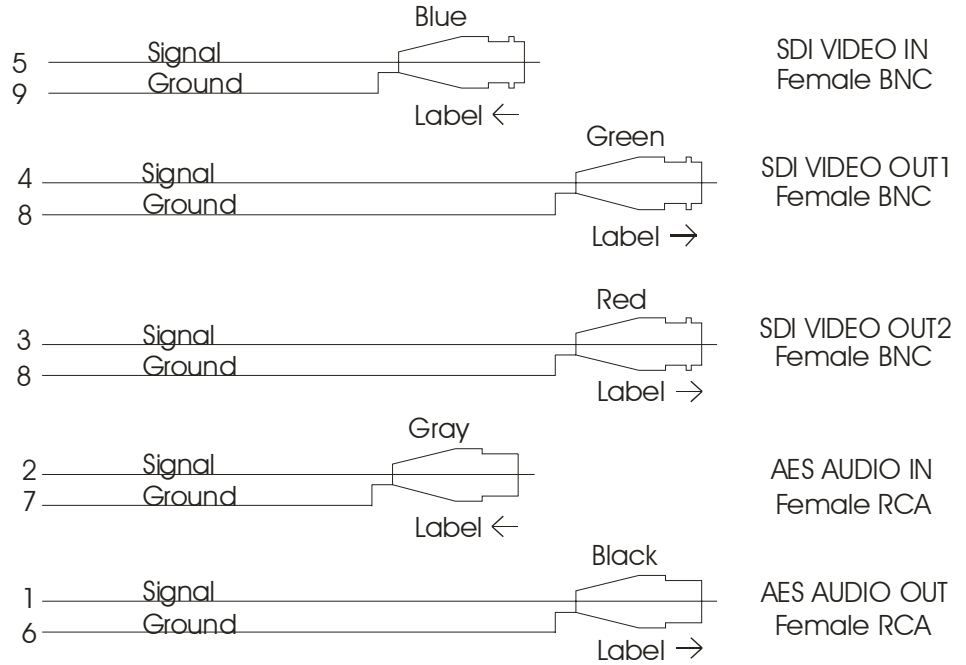 Blue
5 Signal SDI VIDEO IN
9 Ground Female BNC
Label ←
Green
4 Signal SDI VIDEO OUT1
8 Ground Female BNC
Label →
Red
3 Signal SDI VIDEO OUT2
8 Ground Female BNC
Label →
Gray
2 Signal AES AUDIO IN
7 Ground Female RCA
Label ←
Black
1 Signal AES AUDIO OUT
6 Ground Female RCA
Label →